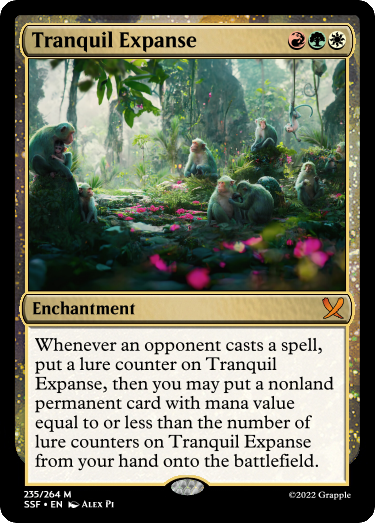 Tranquil Expanse
Enchantment
Whenever an opponent casts a spell,
put a lure counter on Tranquil
Expanse, then you may put a nonland
permanent card with mana value
equal to or less than the number of
lure counters on Tranquil Expanse
from your hand onto the battlefield.
235/264 M
SSF • EN Alex Pi
©2022 Grapple